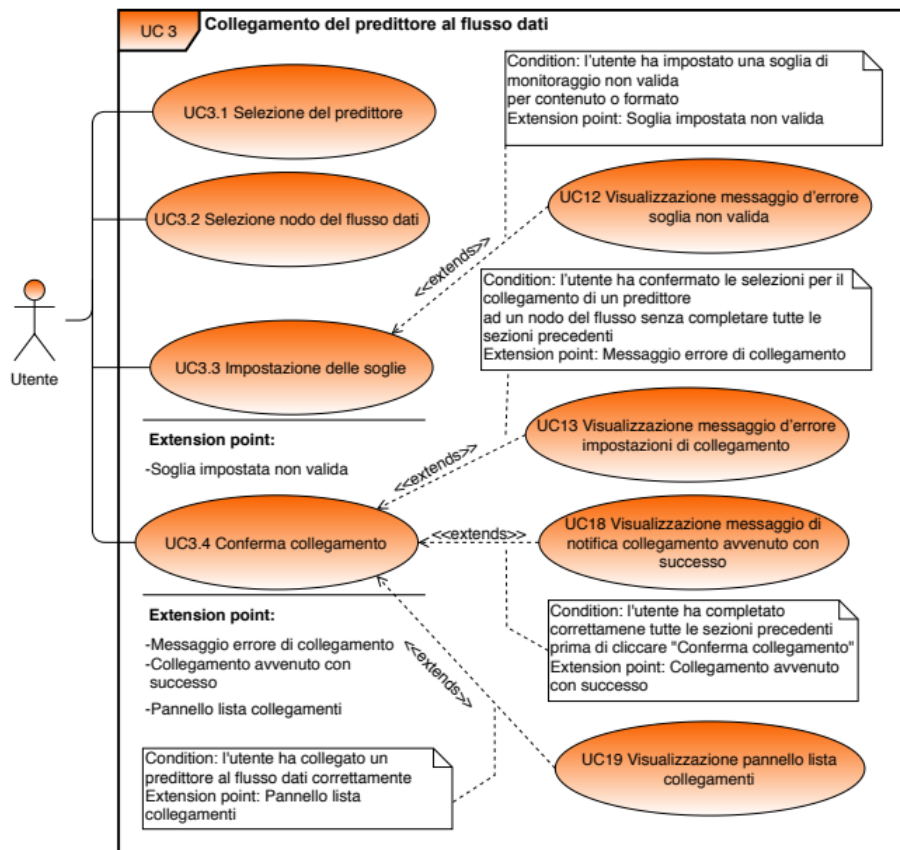 UC 3
Collegamento del predittore al flusso dati
Condition: l'utente ha impostato una soglia di
monitoraggio non valida
per contenuto o formato
Extension point: Soglia impostata non valida
UC3.1 Selezione del predittore
UC12 Visualizzazione messaggio d'errore
soglia non valida
UC3.2 Selezione nodo del flusso dati
<<extends>>
Condition: l'utente ha confermato le selezioni per il
collegamento di un predittore
ad un nodo del flusso senza completare tutte le
sezioni precedenti
Extension point: Messaggio errore di collegamento
Utente
UC3.3 Impostazione delle soglie
Extension point:
-Soglia impostata non valida
UC13 Visualizzazione messaggio d'errore
impostazioni di collegamento
<<extends>>
UC3.4 Conferma collegamento
<<extends>>
UC18 Visualizzazione messaggio di
notifica collegamento avvenuto con
successo
Extension point:
-Messaggio errore di collegamento
-Collegamento avvenuto con
successo
-Pannello lista collegamenti
<<extends>>
Condition: l'utente ha completato
correttamene tutte le sezioni precedenti
prima di cliccare "Conferma collegamento"
Extension point: Collegamento avvenuto
con successo
Condition: l'utente ha collegato un
predittore al flusso dati correttamente
Extension point: Pannello lista
collegamenti
UC19 Visualizzazione pannello lista
collegamenti